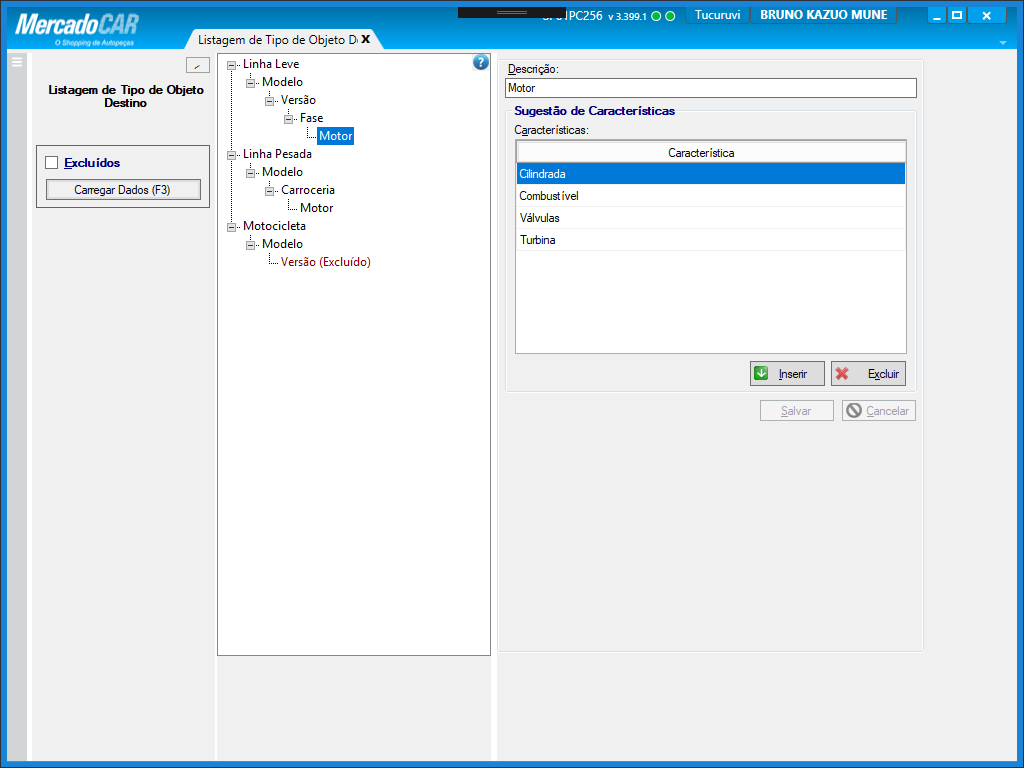 MercadoCAR
O Shopping de Autopeças
v 3.399.1
Tucuruvi
BRUNO KAZUO MUNE
Listagem de Tipo de Objeto D
Listagem de Tipo de Objeto
Destino
Excluídos
Carregar Dados (F3)
Linha Leve
Modelo
Versão
Fase
Motor
Linha Pesada
Modelo
Carroceria
Motor
Motocicleta
Modelo
Versão (Excluído)
Descrição:
Motor
Sugestão de Características
Características:
Característica
Cilindrada
Combustível
Válvulas
Turbina
Inserir
Excluir
Salvar
Cancelar